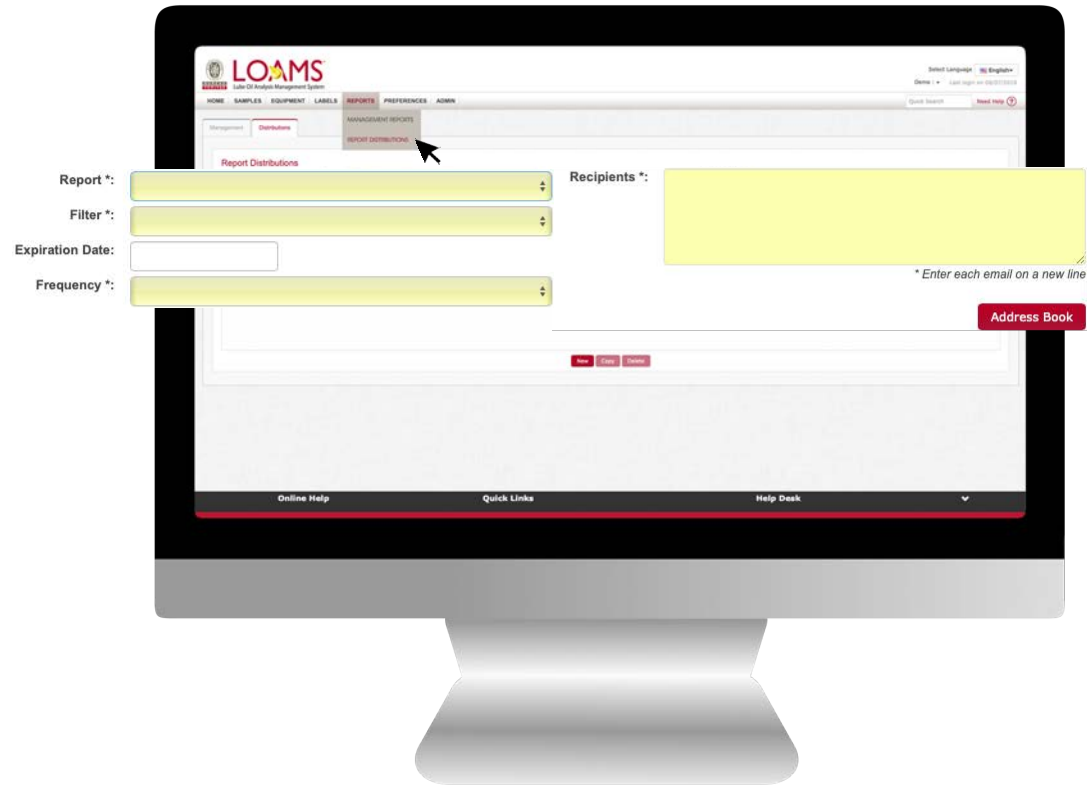 LOAMS
Lube Oil Analysis Management System
Select Language English
Demo
HOME SAMPLES EQUIPMENT LABELS REPORTS PREFERENCES ADMIN
Quick Search Need Help ?
MANAGEMENT REPORTS
REPORT DISTRIBUTIONS
Management Distributions
Report Distributions
Report *:
Filter *:
Expiration Date:
Frequency *:
Recipients *:
* Enter each email on a new line
Address Book
New Copy Delete
Online Help Quick Links Help Desk